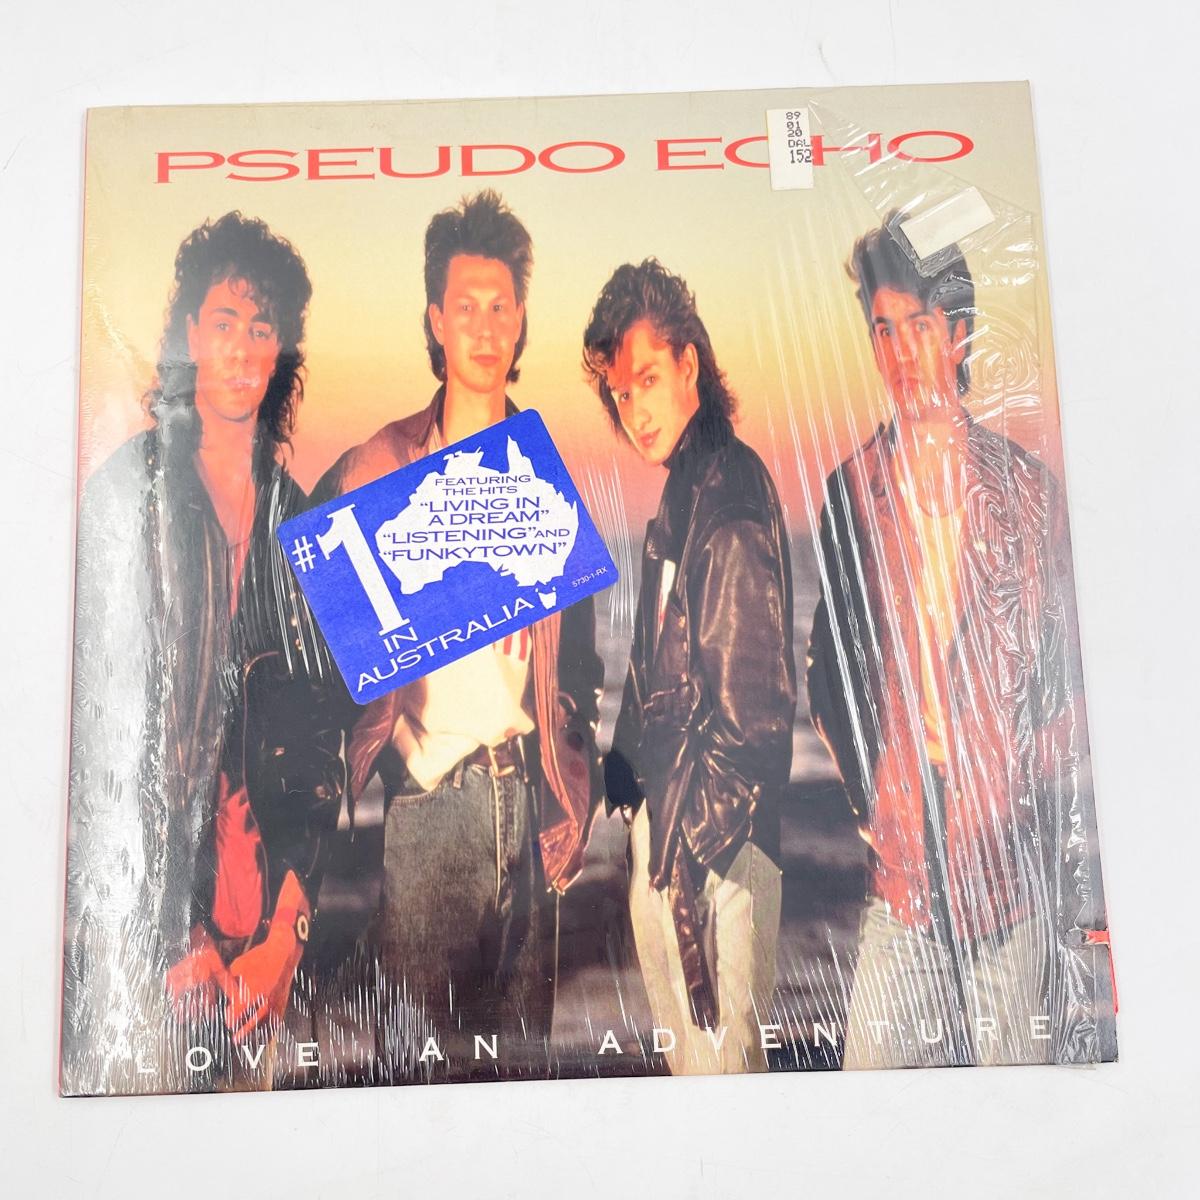 PSEUDO ECHO
89
01
20
DAL
152
FEATURING
THE HITS
"LIVING IN
A DREAM"
"LISTENING" AND
"FUNKYTOWN"
#1
IN
AUSTRALIA
5730-1-RX
LOVE AN ADVENTURE